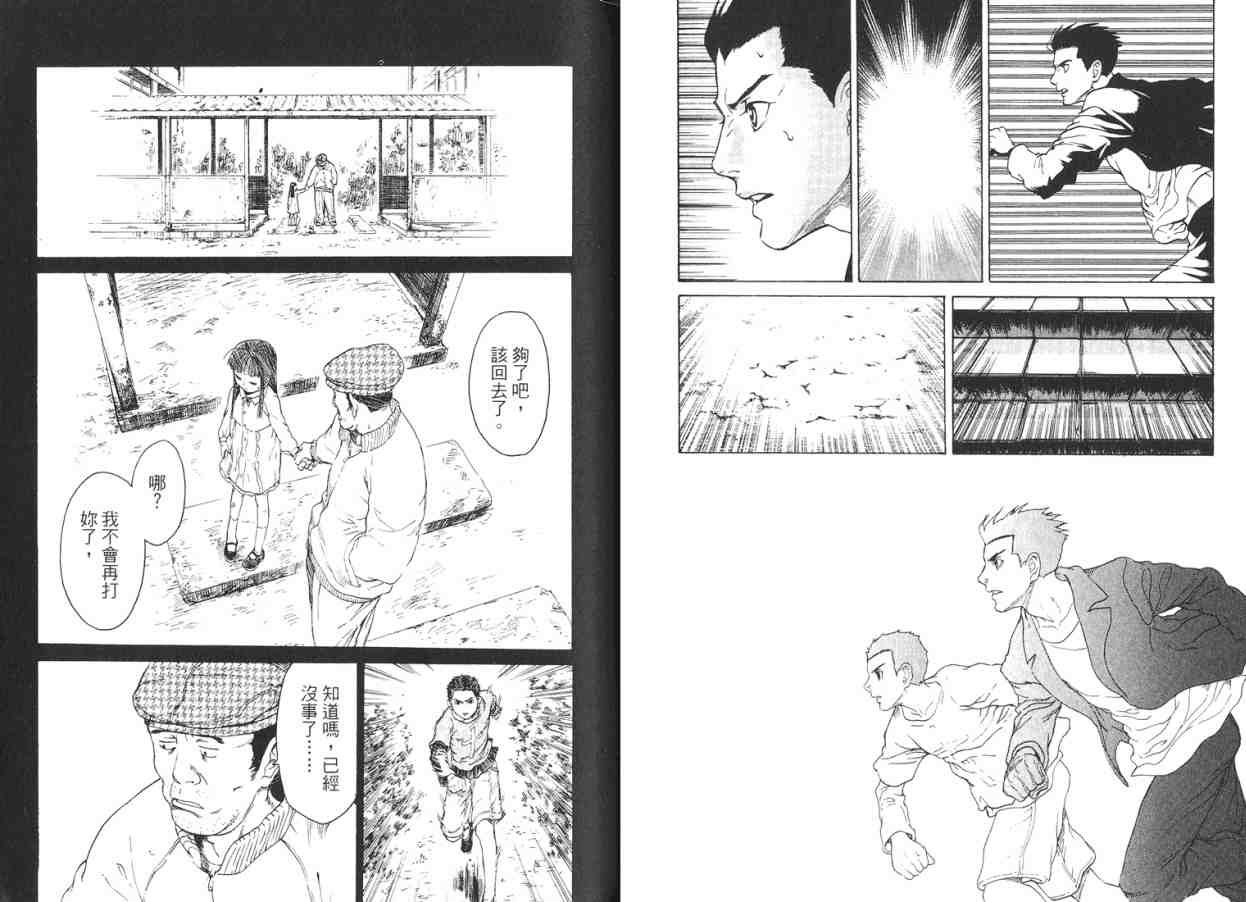 夠了吧，
該回去了。
哪？
我不會再打
妳了，
知道嗎，已經
沒事了……